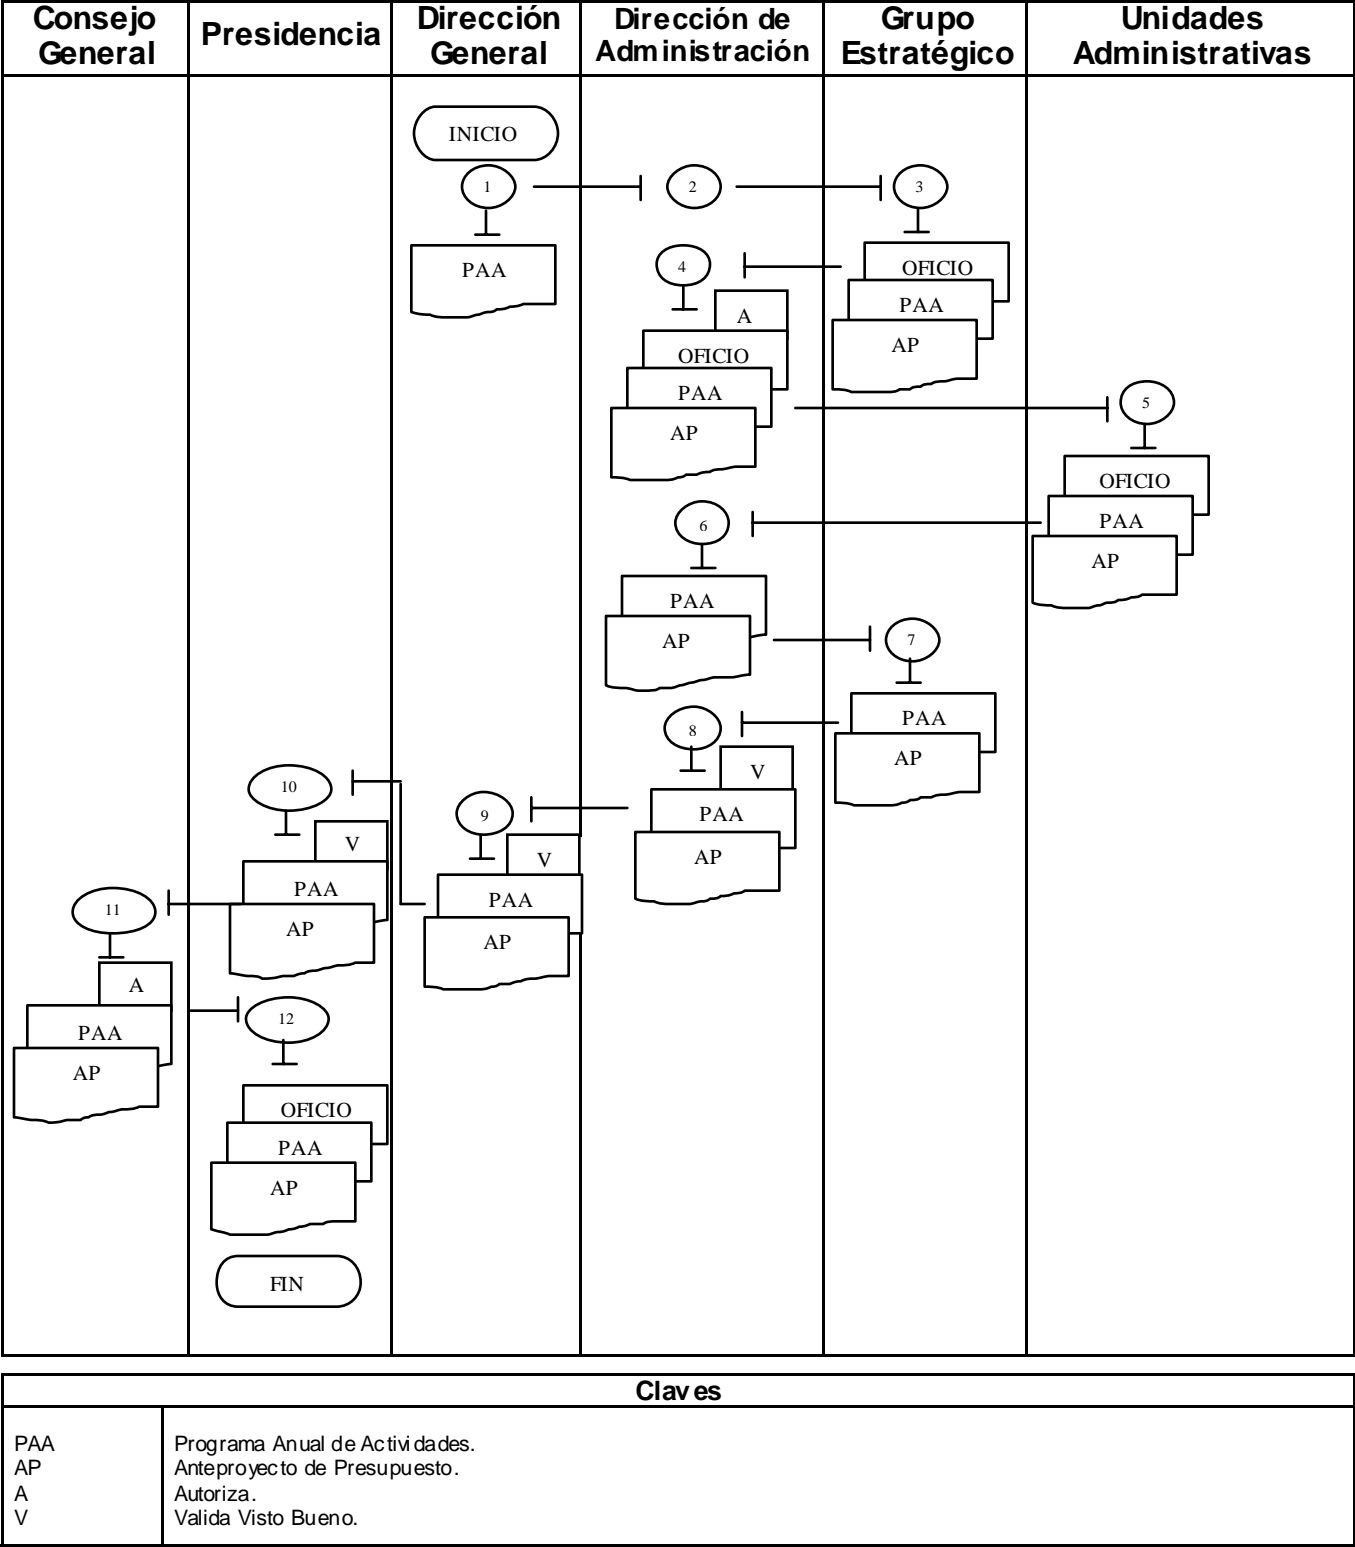 Consejo General
Presidencia
Dirección General
Dirección de Administración
Grupo Estratégico
Unidades Administrativas
INICIO
1
2
3
PAA
4
OFICIO
PAA
AP
A
OFICIO
PAA
AP
5
OFICIO
PAA
AP
6
PAA
AP
7
PAA
AP
8
V
PAA
AP
9
V
PAA
AP
10
V
PAA
AP
11
A
PAA
AP
12
OFICIO
PAA
AP
FIN
Claves
PAA Programa Anual de Actividades.
AP Anteproyecto de Presupuesto.
A Autoriza.
V Valida Visto Bueno.